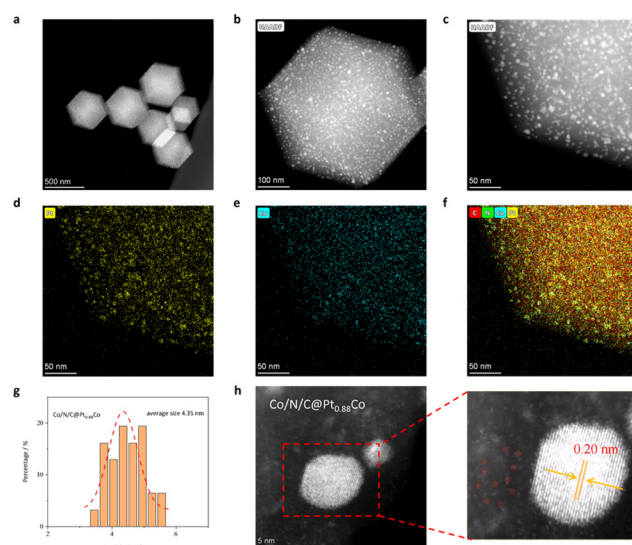 a
HAADF
500 nm
b
HAADF
100 nm
c
HAADF
50 nm
d
Pt
50 nm
e
Co
50 nm
f
C N Co Pt
50 nm
g
Co/N/C@Pt0.88Co
average size 4.35 nm
Percentage / %
20
10
0
2
4
6
h
Co/N/C@Pt0.88Co
5 nm
0.20 nm